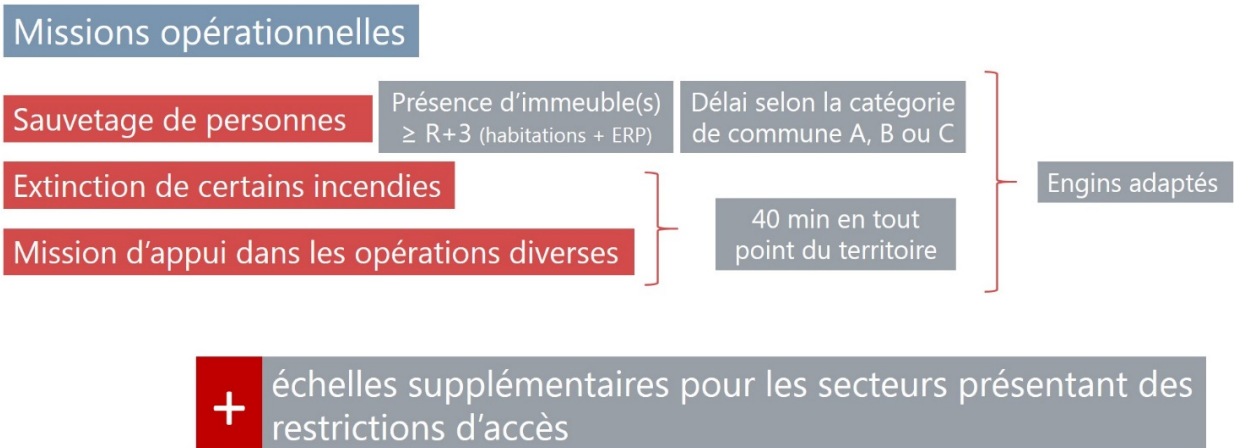 Missions opérationnelles
Sauvetage de personnes
Présence d'immeuble(s)
≥ R+3 (habitations + ERP)
Délai selon la catégorie
de commune A, B ou C
Extinction de certains incendies
Mission d'appui dans les opérations diverses
40 min en tout
point du territoire
Engins adaptés
+
échelles supplémentaires pour les secteurs présentant des
restrictions d'accès